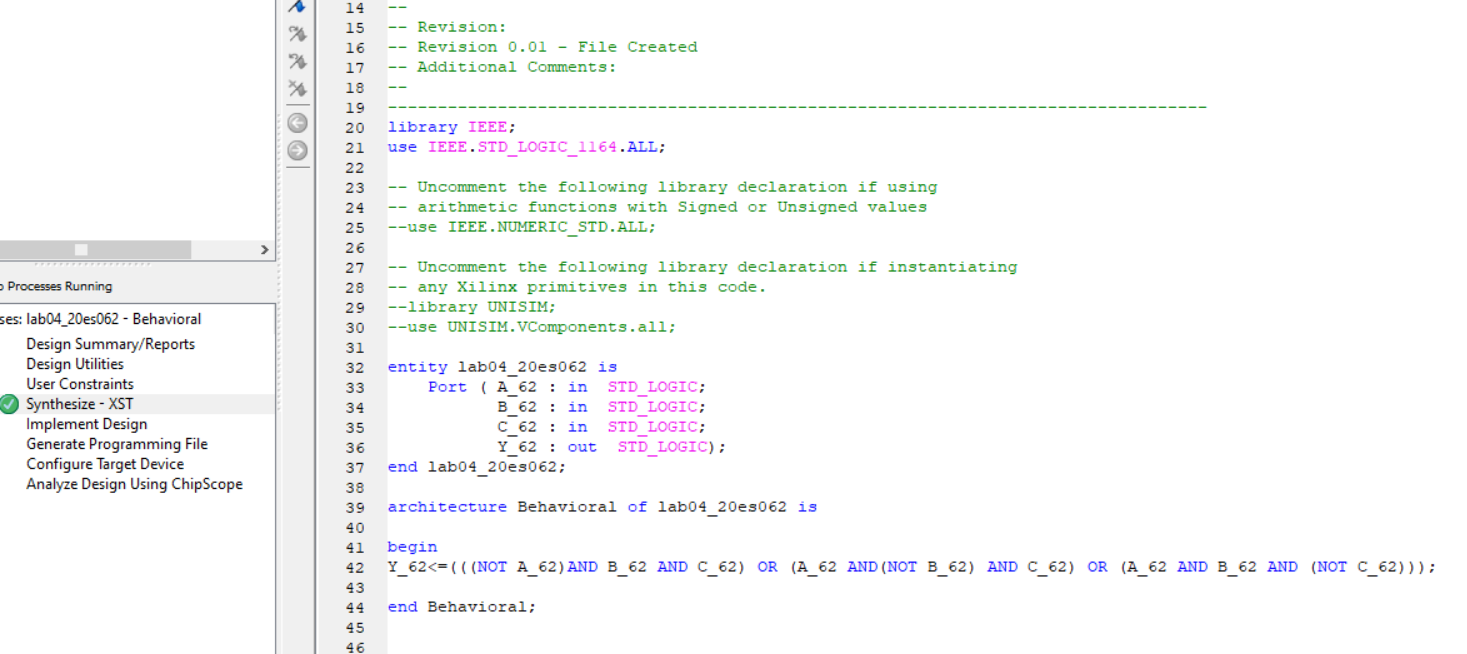 14 --
15 -- Revision:
16 -- Revision 0.01 - File Created
17 -- Additional Comments:
18 --
19 ----------------------------------------------------------------------------------
20 library IEEE;
21 use IEEE.STD_LOGIC_1164.ALL;
22
23 -- Uncomment the following library declaration if using
24 -- arithmetic functions with Signed or Unsigned values
25 --use IEEE.NUMERIC_STD.ALL;
26
27 -- Uncomment the following library declaration if instantiating
28 -- any Xilinx primitives in this code.
29 --library UNISIM;
30 --use UNISIM.VComponents.all;
31
32 entity lab04_20es062 is
33 Port ( A_62 : in STD_LOGIC;
34 B_62 : in STD_LOGIC;
35 C_62 : in STD_LOGIC;
36 Y_62 : out STD_LOGIC);
37 end lab04_20es062;
38
39 architecture Behavioral of lab04_20es062 is
40
41 begin
42 Y_62<=(((NOT A_62)AND B_62 AND C_62) OR (A_62 AND(NOT B_62) AND C_62) OR (A_62 AND B_62 AND (NOT C_62)));
43
44 end Behavioral;
45
46
o Processes Running
ses: lab04_20es062 - Behavioral
Design Summary/Reports
Design Utilities
User Constraints
Synthesize - XST
Implement Design
Generate Programming File
Configure Target Device
Analyze Design Using ChipScope